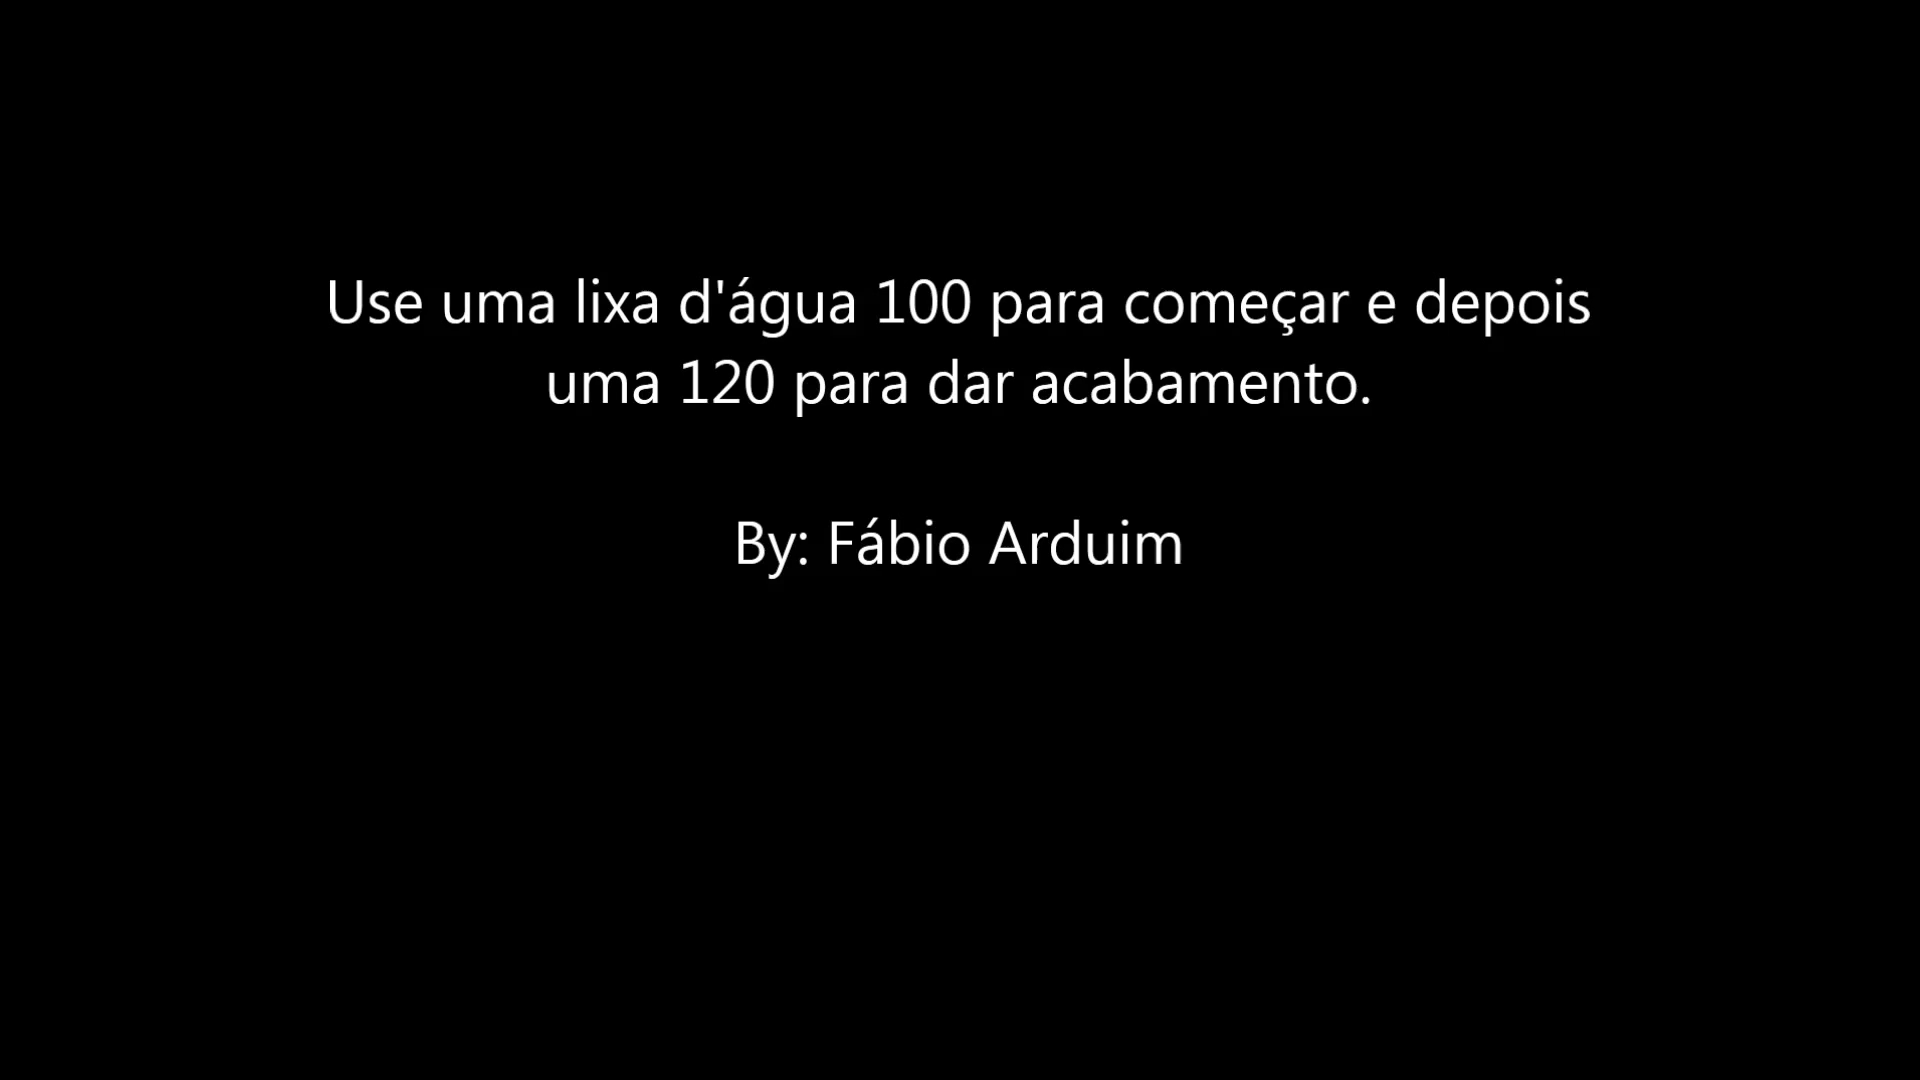 Use uma lixa d'água 100 para começar e depois
uma 120 para dar acabamento.
By: Fábio Arduim